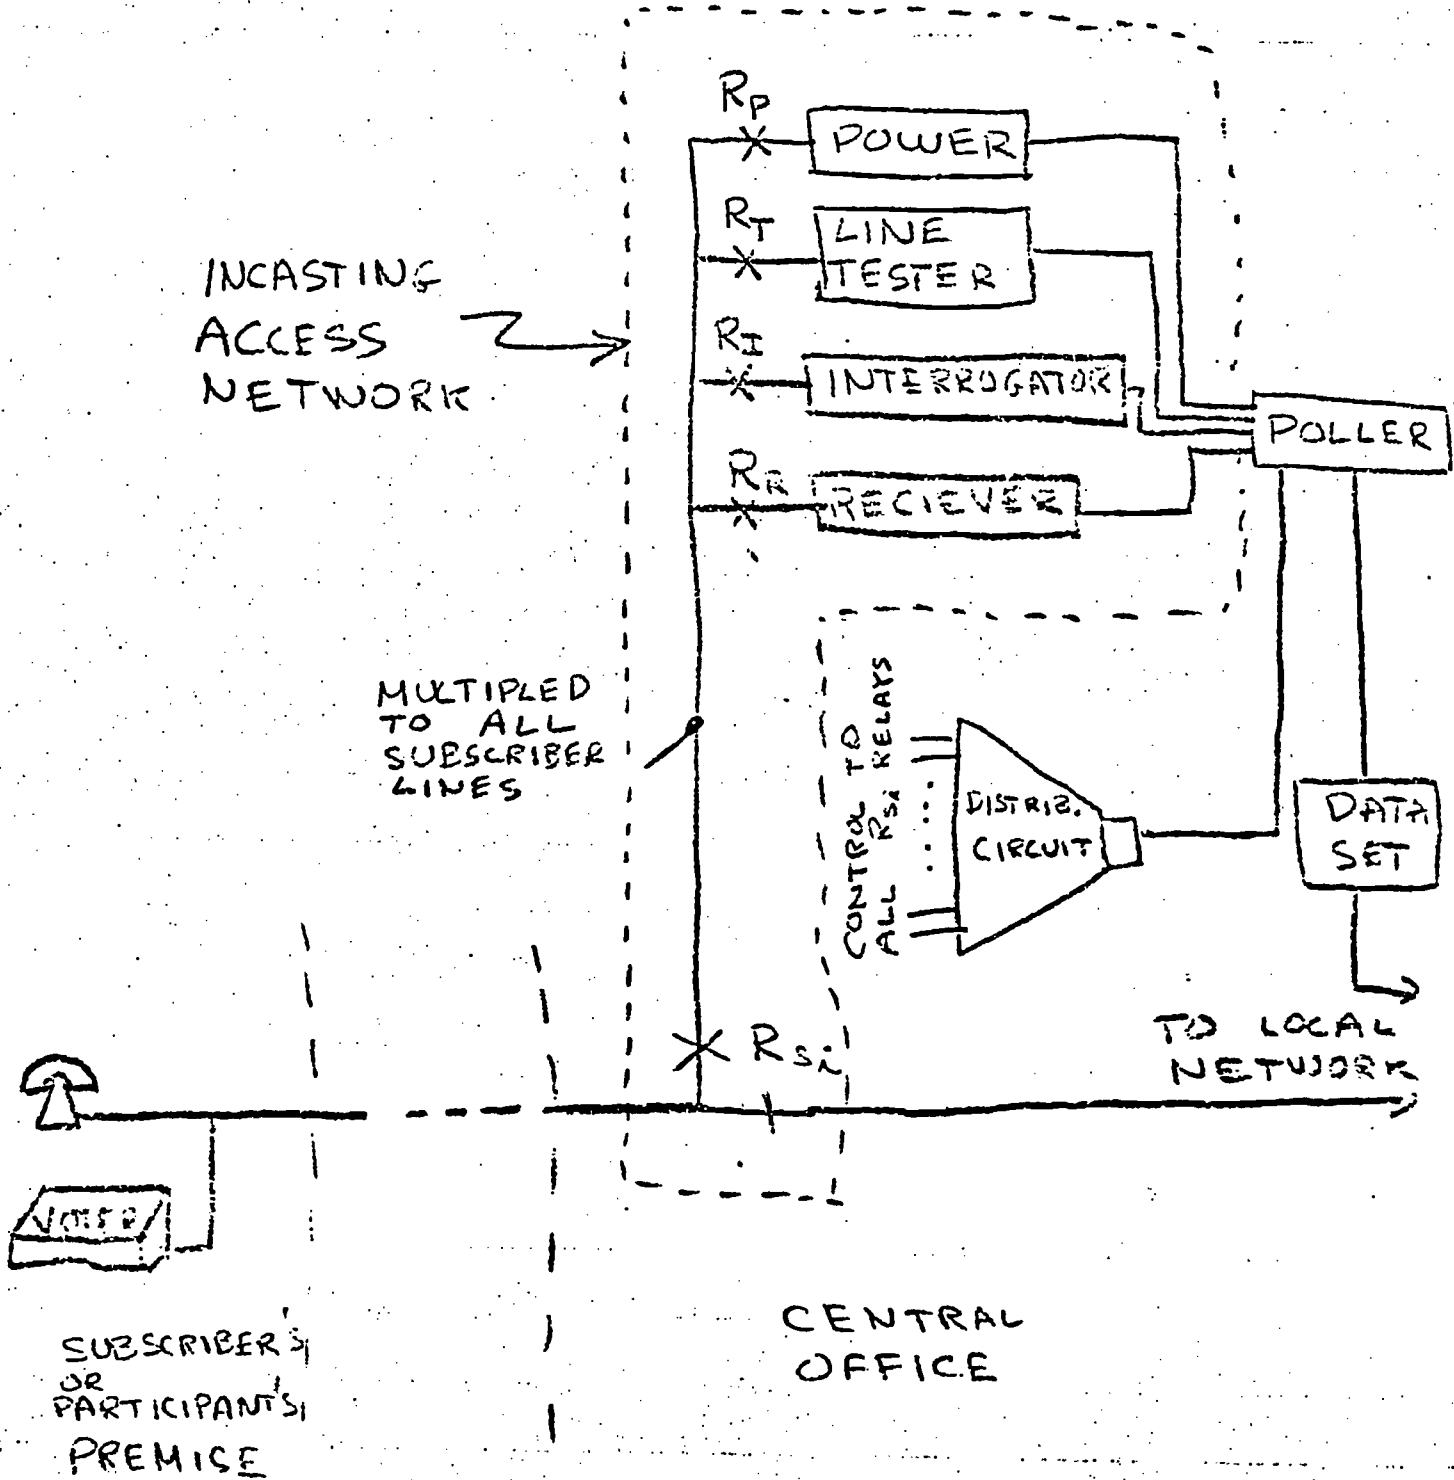 R_P
POWER
R_T
LINE
TESTER
INCASTING
ACCESS
NETWORK
R_I
INTERROGATOR
POLLER
R_R
RECIEVER
MULTIPLED
TO ALL
SUBSCRIBER
LINES
CONTROL TO
ALL R_Si RELAYS
DISTRIB.
CIRCUIT
DATA
SET
R_Si
TO LOCAL
NETWORK
VOTER
CENTRAL
OFFICE
SUBSCRIBER'S
OR
PARTICIPANT'S
PREMISE